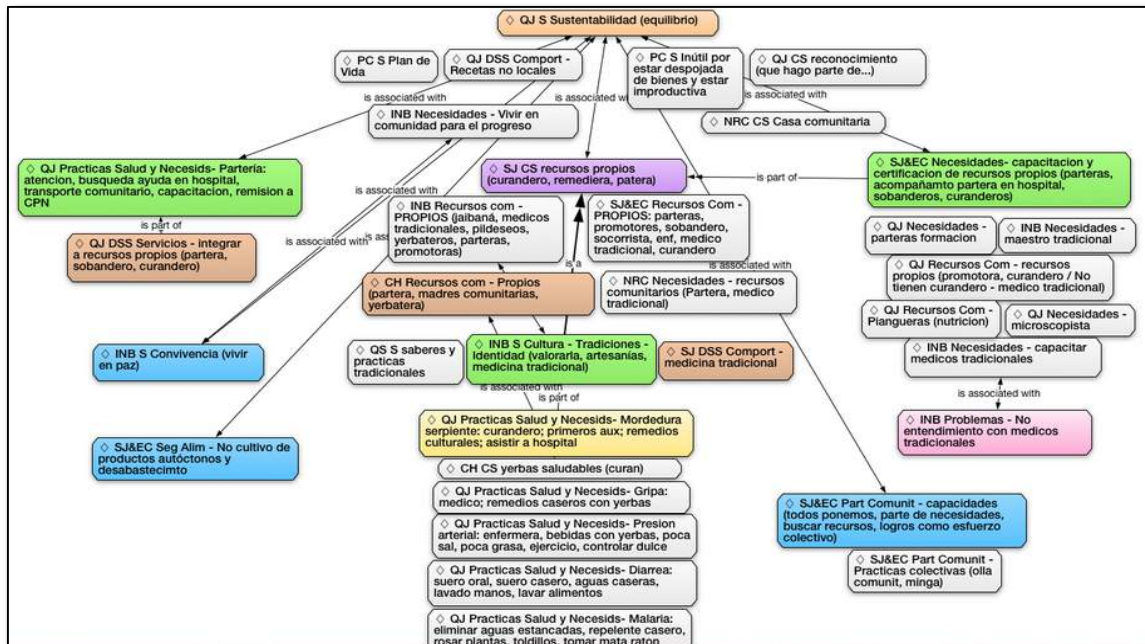 ◇ QJ S Sustentabilidad (equilibrio)
◇ PC S Plan de
Vida
◇ QJ DSS Comport -
Recetas no locales
◇ PC S Inútil por
estar despojada
de bienes y estar
improductiva
◇ QJ CS reconocimiento
(que hago parte de...)
is associated with
is associated w
is associated with
◇ INB Necesidades - Vivir en
comunidad para el progreso
◇ NRC CS Casa comunitaria
◇ QJ Practicas Salud y Necesids- Partería:
atencion, busqueda ayuda en hospital,
transporte comunitario, capacitacion, remision a
CPN
◇ SJ CS recursos propios
(curandero, remediera, patera)
is part of
◇ SJ&EC Necesidades- capacitacion y
certificacion de recursos propios (parteras,
acompañamto partera en hospital,
sobanderos, curanderos)
is associated with
is part of
◇ QJ DSS Servicios - integrar
a recursos propios (partera,
sobandero, curandero)
is as
◇ INB Recursos com -
PROPIOS (jaibaná, medicos
tradicionales, pildeseos,
yerbateros, parteras,
promotoras)
◇ SJ&EC Recursos Com -
PROPIOS: parteras,
promotores, sobandero,
socorrista, enf, medico
tradicional, curandero
◇ QJ Necesidades -
parteras formacion
◇ INB Necesidades -
maestro tradicional
is a
is associated with
◇ QJ Recursos Com - recursos
propios (promotora, curandero / No
tienen curandero - medico tradicional)
◇ CH Recursos com - Propios
(partera, madres comunitarias,
yerbatera)
◇ NRC Necesidades - recursos
comunitarios (Partera, medico
tradicional)
◇ QJ Recursos Com -
Piangueras (nutricion)
◇ QJ Necesidades -
microscopista
◇ INB S Convivencia (vivir
en paz)
◇ QS S saberes y
practicas
tradicionales
◇ INB S Cultura - Tradiciones -
Identidad (valorarla, artesanías,
medicina tradicional)
◇ SJ DSS Comport -
medicina tradicional
◇ INB Necesidades - capacitar
medicos tradicionales
is associated with
is part of
is associated with
◇ QJ Practicas Salud y Necesids- Mordedura
serpiente: curandero; primeros aux; remedios
culturales; asistir a hospital
◇ INB Problemas - No
entendimiento con medicos
tradicionales
◇ SJ&EC Seg Alim - No cultivo de
productos autóctonos y
desabastecimto
◇ CH CS yerbas saludables (curan)
◇ QJ Practicas Salud y Necesids- Gripa:
medico; remedios caseros con yerbas
◇ SJ&EC Part Comunit - capacidades
(todos ponemos, parte de necesidades,
buscar recursos, logros como esfuerzo
colectivo)
◇ QJ Practicas Salud y Necesids- Presion
arterial: enfermera, bebidas con yerbas, poca
sal, poca grasa, ejercicio, controlar dulce
◇ SJ&EC Part Comunit -
Practicas colectivas (olla
comunit, minga)
◇ QJ Practicas Salud y Necesids- Diarrea:
suero oral, suero casero, aguas caseras,
lavado manos, lavar alimentos
◇ QJ Practicas Salud y Necesids- Malaria:
eliminar aguas estancadas, repelente casero,
rosar plantas, toldillos, tomar mata raton